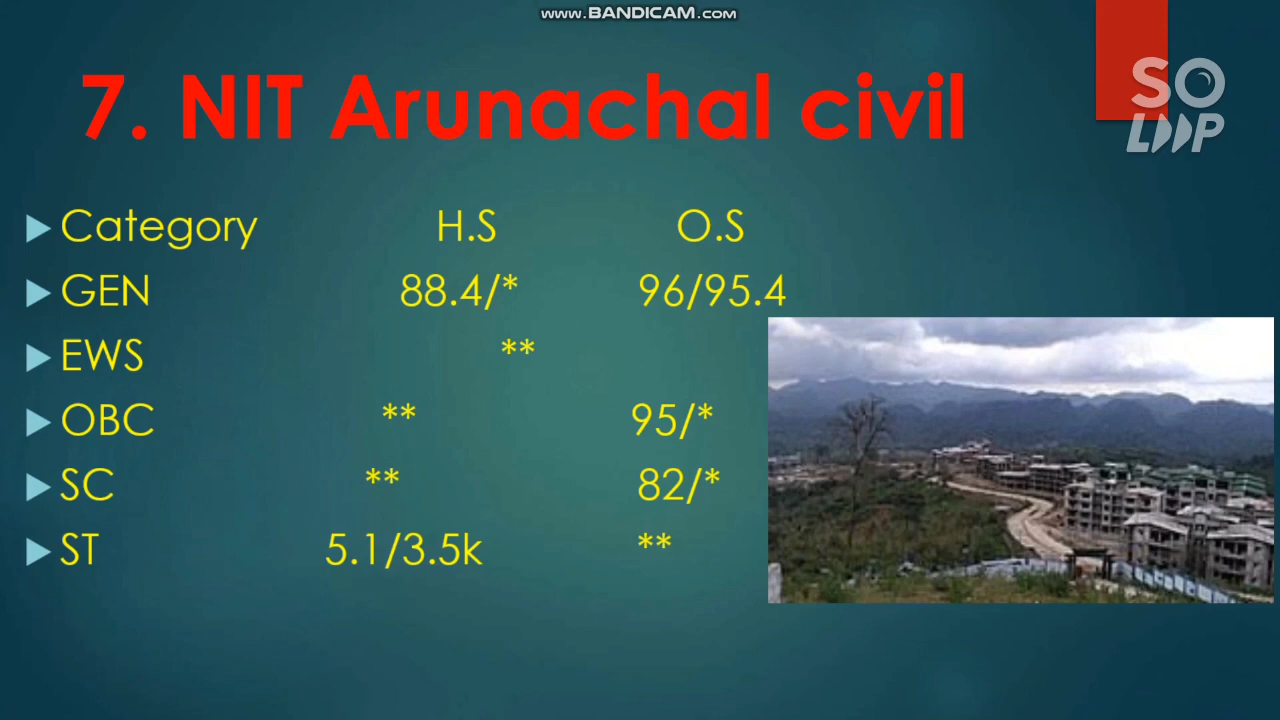 www.BANDICAM.com
SO
LOOP
7. NIT Arunachal civil
Category H.S O.S
GEN 88.4/* 96/95.4
EWS **
OBC ** 95/*
SC ** 82/*
ST 5.1/3.5k **